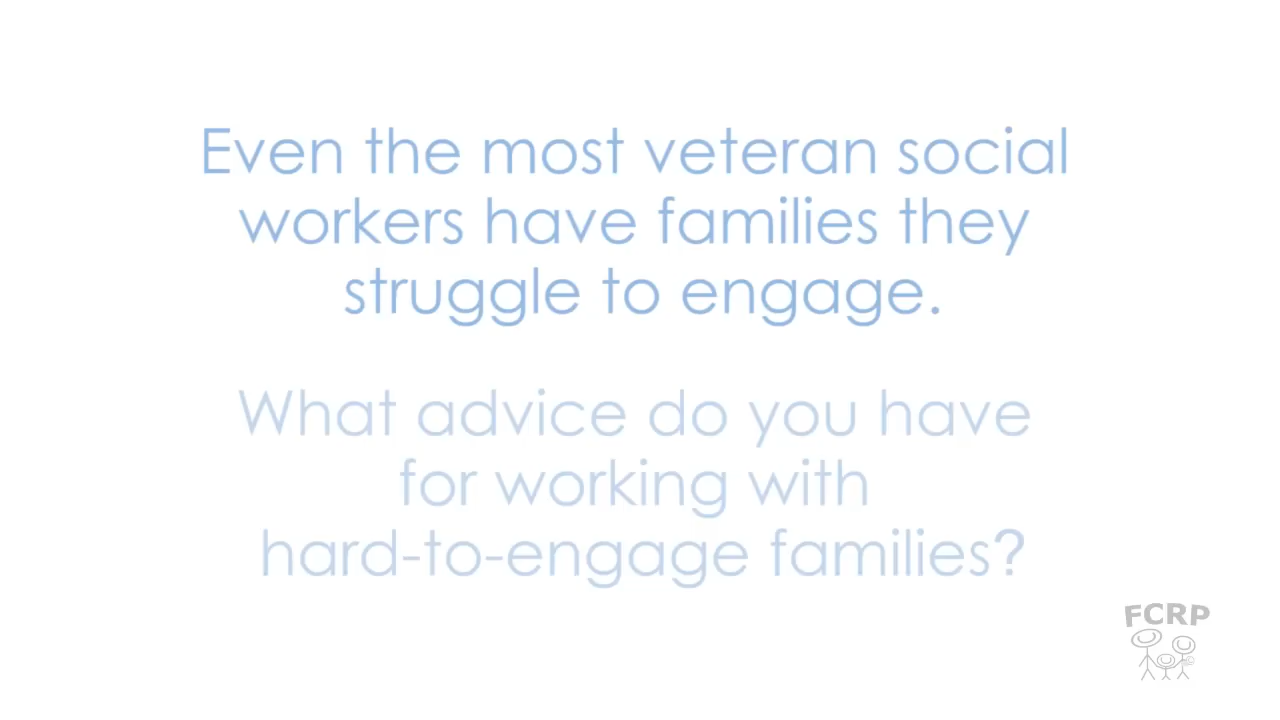 Even the most veteran social
workers have families they
struggle to engage.
What advice do you have
for working with
hard-to-engage families?
FCRP